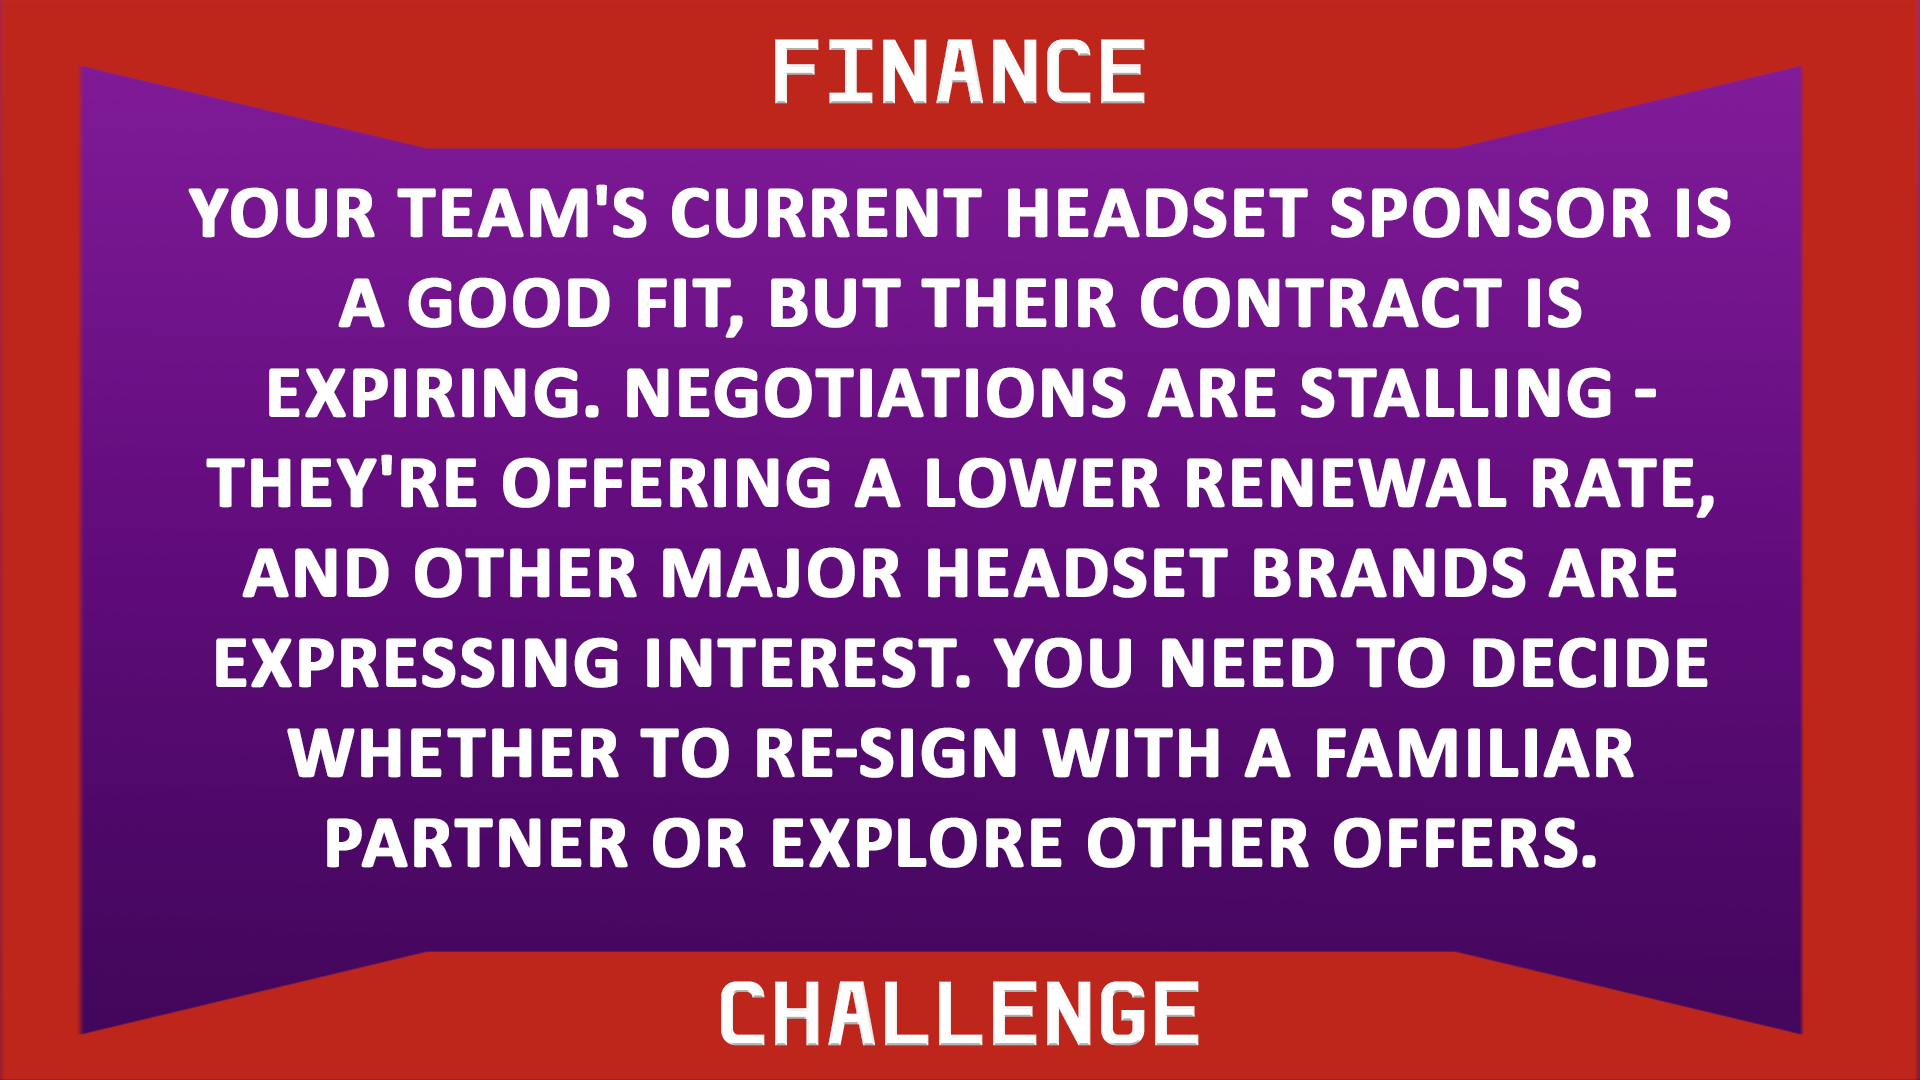 FINANCE
YOUR TEAM'S CURRENT HEADSET SPONSOR IS
A GOOD FIT, BUT THEIR CONTRACT IS
EXPIRING. NEGOTIATIONS ARE STALLING -
THEY'RE OFFERING A LOWER RENEWAL RATE,
AND OTHER MAJOR HEADSET BRANDS ARE
EXPRESSING INTEREST. YOU NEED TO DECIDE
WHETHER TO RE-SIGN WITH A FAMILIAR
PARTNER OR EXPLORE OTHER OFFERS.
CHALLENGE